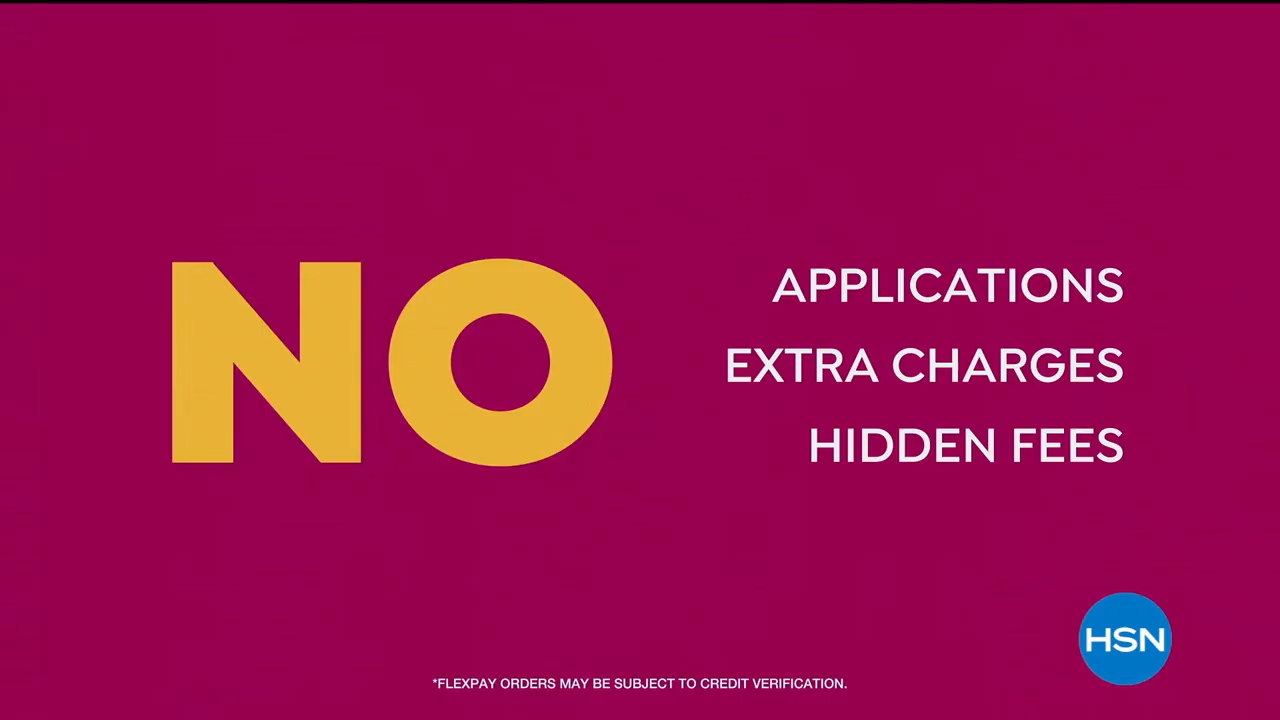 NO
APPLICATIONS
EXTRA CHARGES
HIDDEN FEES
HSN
*FLEXPAY ORDERS MAY BE SUBJECT TO CREDIT VERIFICATION.